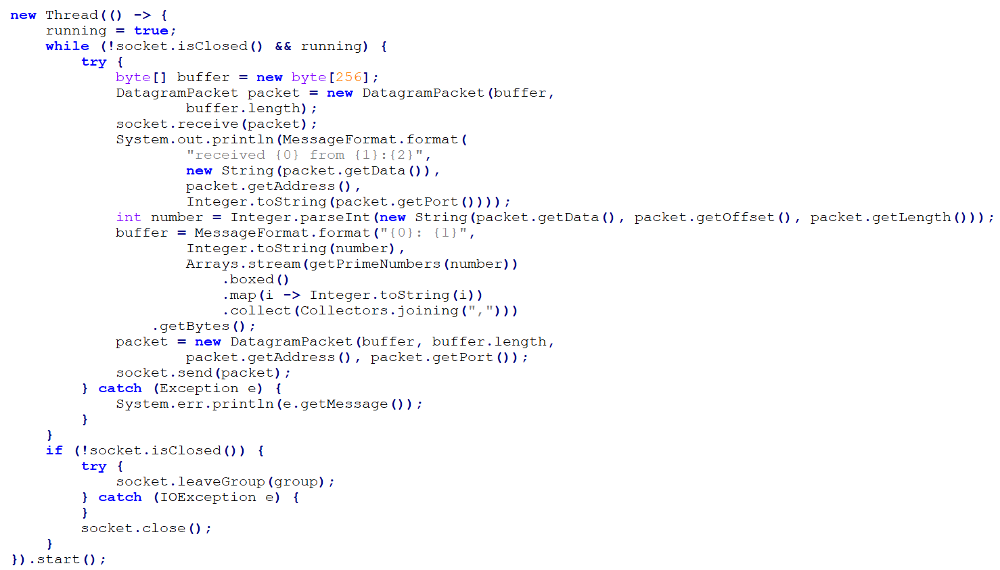 new Thread(() -> {
    running = true;
    while (!socket.isClosed() && running) {
        try {
            byte[] buffer = new byte[256];
            DatagramPacket packet = new DatagramPacket(buffer,
                    buffer.length);
            socket.receive(packet);
            System.out.println(MessageFormat.format(
                    "received {0} from {1}:{2}",
                    new String(packet.getData()),
                    packet.getAddress(),
                    Integer.toString(packet.getPort())));
            int number = Integer.parseInt(new String(packet.getData(), packet.getOffset(), packet.getLength()));
            buffer = MessageFormat.format("{0}: {1}",
                    Integer.toString(number),
                    Arrays.stream(getPrimeNumbers(number))
                        .boxed()
                        .map(i -> Integer.toString(i))
                        .collect(Collectors.joining(",")))
                .getBytes();
            packet = new DatagramPacket(buffer, buffer.length,
                    packet.getAddress(), packet.getPort());
            socket.send(packet);
        } catch (Exception e) {
            System.err.println(e.getMessage());
        }
    }
    if (!socket.isClosed()) {
        try {
            socket.leaveGroup(group);
        } catch (IOException e) {
        }
        socket.close();
    }
}).start();